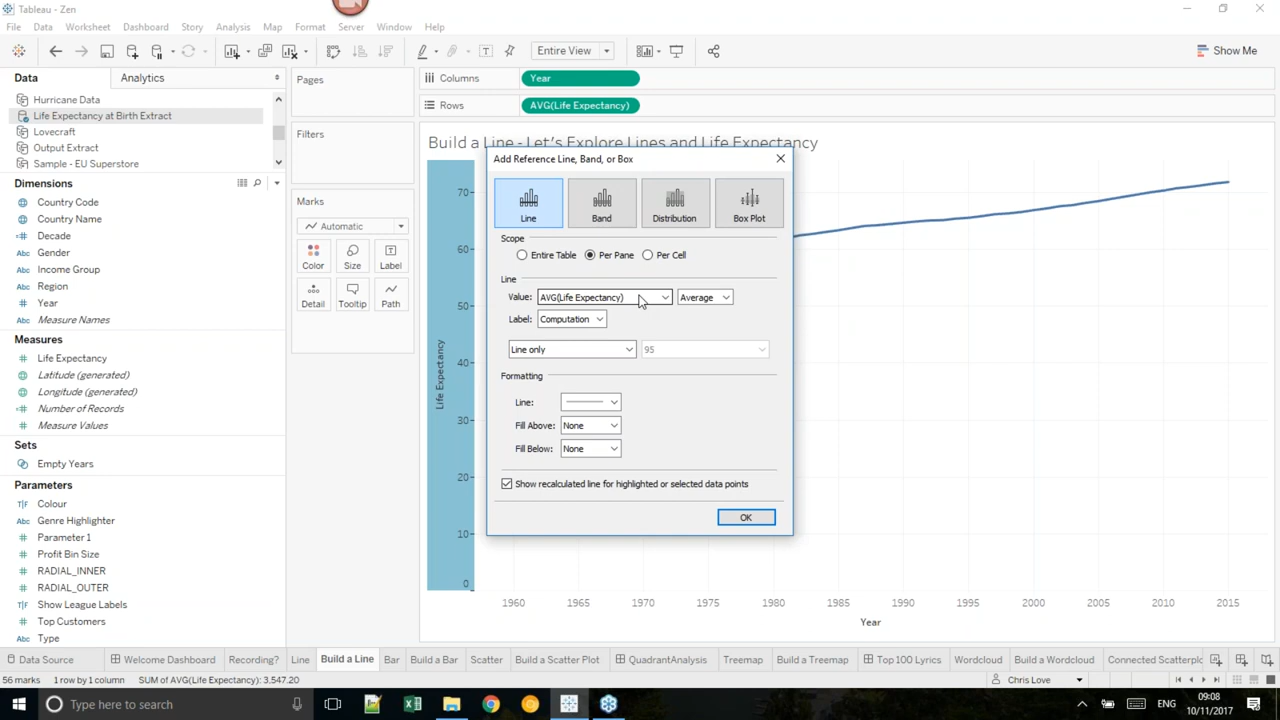 Tableau - Zen
File Data Worksheet Dashboard Story Analysis Map Format Server Window Help
Entire View
Show Me
Data Analytics
Pages
Columns Year
Hurricane Data
Life Expectancy at Birth Extract
Lovecraft
Output Extract
Sample - EU Superstore
Rows AVG(Life Expectancy)
Filters
Build a Line - Let's Explore Lines and Life Expectancy
Dimensions
Country Code
Country Name
Decade
Gender
Income Group
Region
Year
Measure Names
Measures
Life Expectancy
Latitude (generated)
Longitude (generated)
Number of Records
Measure Values
Sets
Empty Years
Parameters
Colour
Genre Highlighter
Parameter 1
Profit Bin Size
RADIAL_INNER
RADIAL_OUTER
Show League Labels
Top Customers
Type
Marks
Automatic
Color Size Label
Detail Tooltip Path
Add Reference Line, Band, or Box
Line Band Distribution Box Plot
Scope
Entire Table Per Pane Per Cell
Line
Value: AVG(Life Expectancy) Average
Label: Computation
Line only 95
Formatting
Line:
Fill Above: None
Fill Below: None
Show recalculated line for highlighted or selected data points
OK
70
60
50
40
30
20
10
0
Life Expectancy
1960 1965 1970 1975 1980 1985 1990 1995 2000 2005 2010 2015
Year
Data Source Welcome Dashboard Recording? Line Build a Line Bar Build a Bar Scatter Build a Scatter Plot QuadrantAnalysis Treemap Build a Treemap Top 100 Lyrics Wordcloud Build a Wordcloud Connected Scatterplc
56 marks 1 row by 1 column SUM of AVG(Life Expectancy): 3,547.20 Chris Love
Type here to search
ENG
09:08
10/11/2017